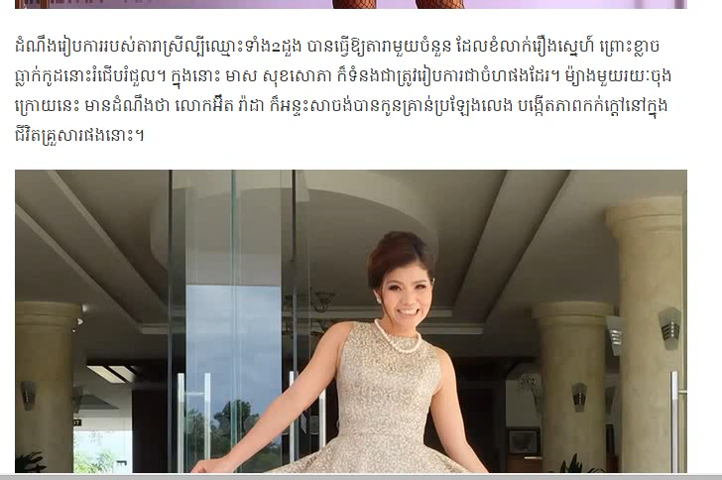 ដំណឹងរៀបការរបស់តារាស្រីល្បីឈ្មោះទាំង2ដួង បានធ្វើឱ្យតារាមួយចំនួន ដែលខំលាក់រឿងស្នេហ៍ ព្រោះខ្លាច
ធ្លាក់កូដនោះរំជើបរំជួល។ ក្នុងនោះ មាស សុខសោភា ក៏ទំនងជាត្រូវរៀបការជាចំហផងដែរ។ ម៉្យាងមួយរយៈចុង
ក្រោយនេះ មានដំណឹងថា លោកអ៊ឹត រ៉ាដា ក៏អន្ទះសាចង់បានកូនគ្រាន់ប្រឡែងលេង បង្កើតភាពកក់ក្តៅនៅក្នុង
ជីវិតគ្រួសារផងនោះ។